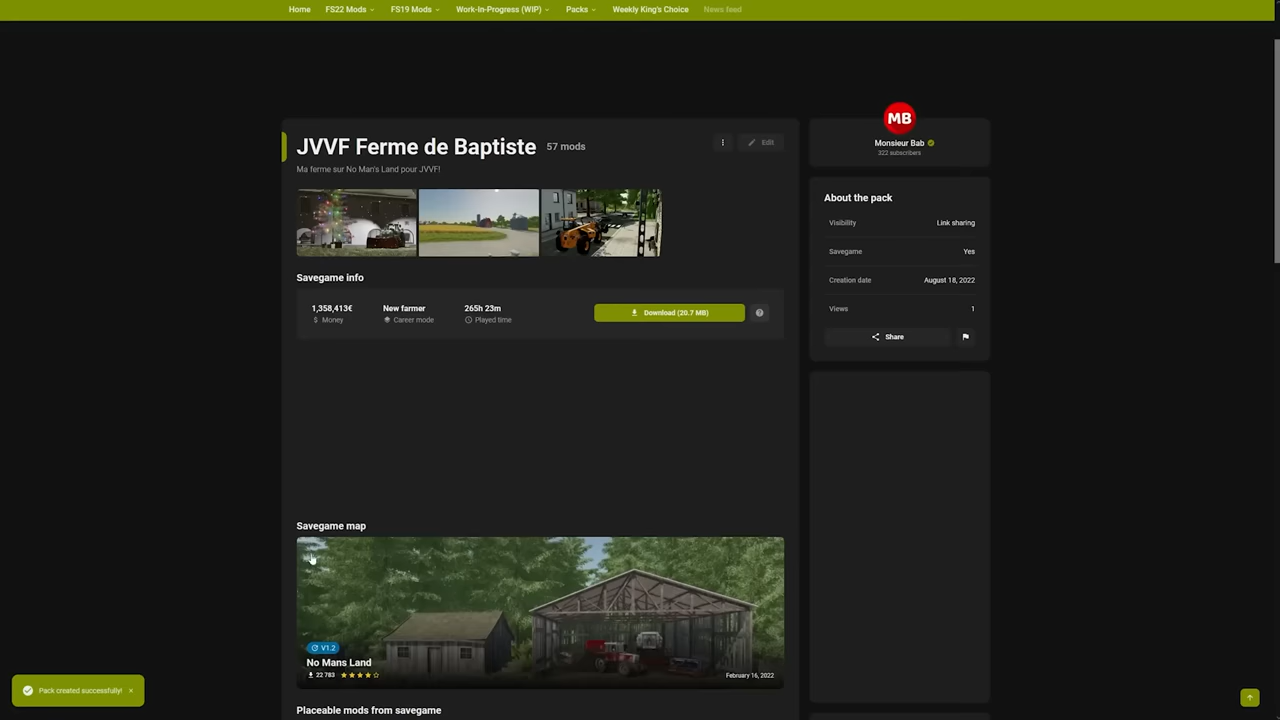 Home FS22 Mods FS19 Mods Work-In-Progress (WIP) Packs Weekly King's Choice News feed
JVVF Ferme de Baptiste 57 mods
Edit
Ma ferme sur No Man's Land pour JVVF!
MB
Monsieur Bab
322 subscribers
About the pack
Visibility Link sharing
Savegame Yes
Creation date August 18, 2022
Views 1
Share
Savegame info
1,358,413€ New farmer 265h 23m
Money Career mode Played time
Download (20.7 MB)
Savegame map
V1.2
No Mans Land
22 783
February 16, 2022
Placeable mods from savegame
Pack created successfully!